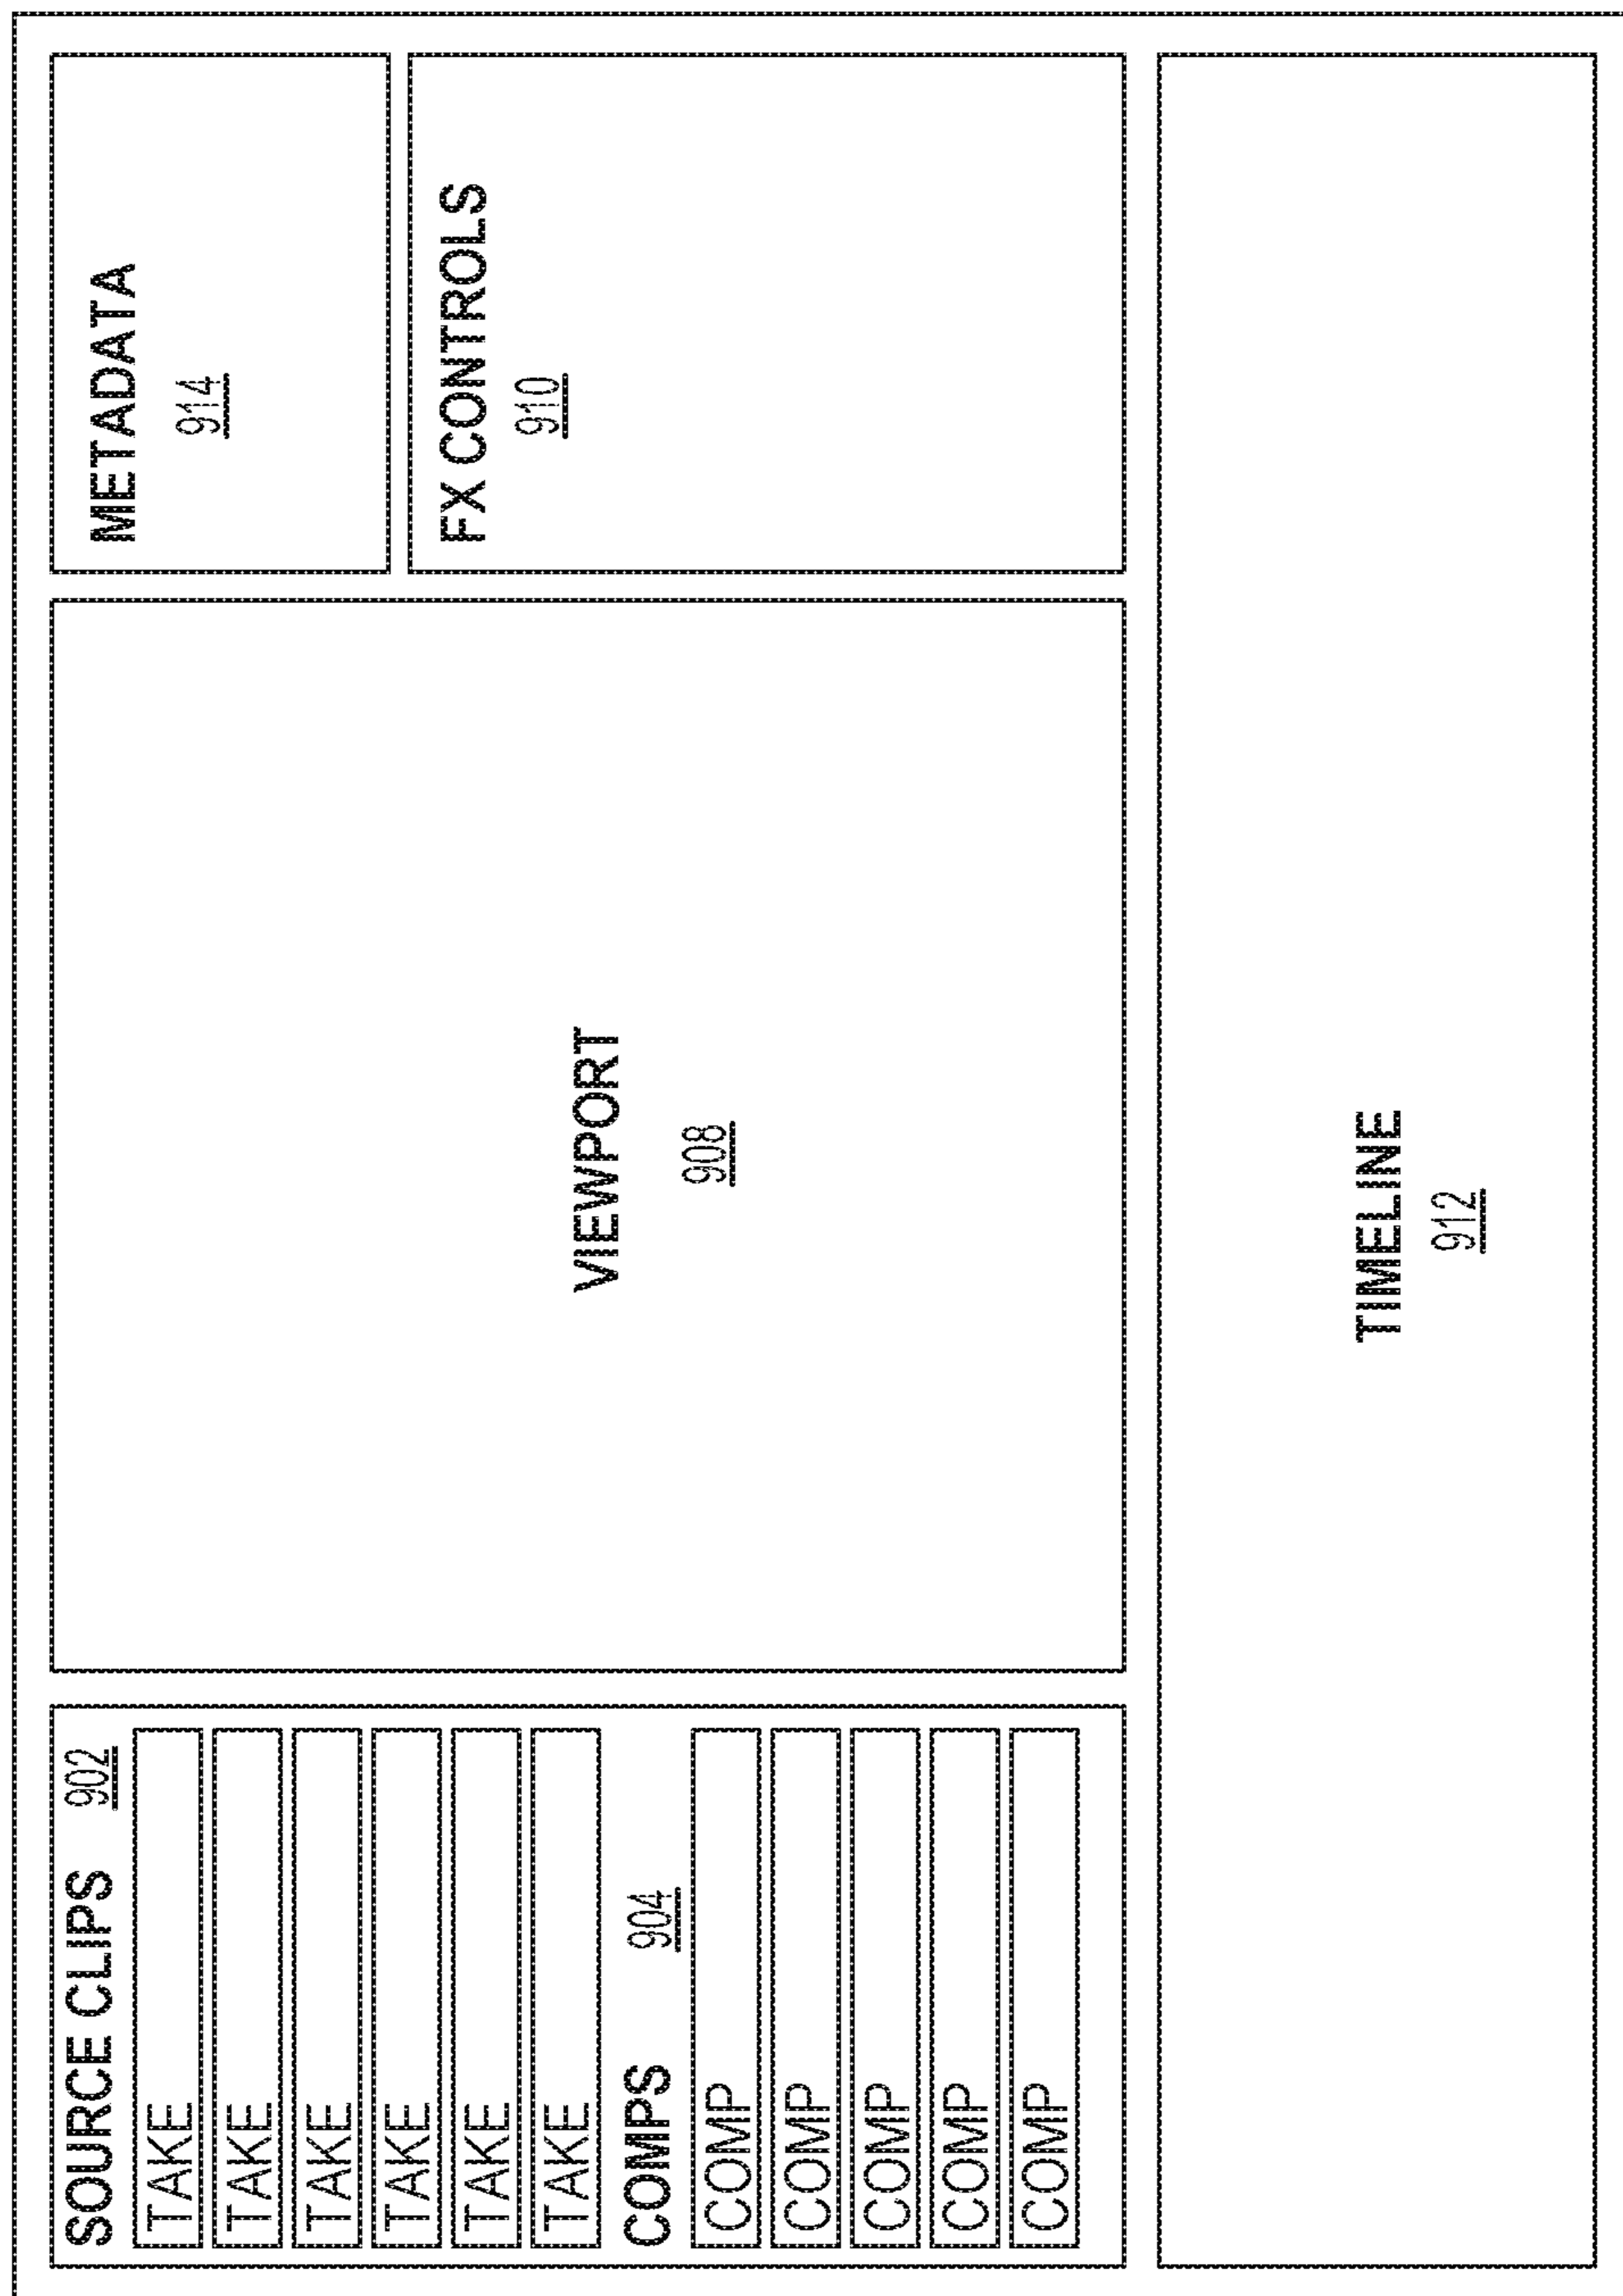 SOURCE CLIPS 902
TAKE
TAKE
TAKE
TAKE
TAKE
TAKE
COMPS 904
COMP
COMP
COMP
COMP
COMP
VIEWPORT
908
METADATA
914
FX CONTROLS
910
TIMELINE
912